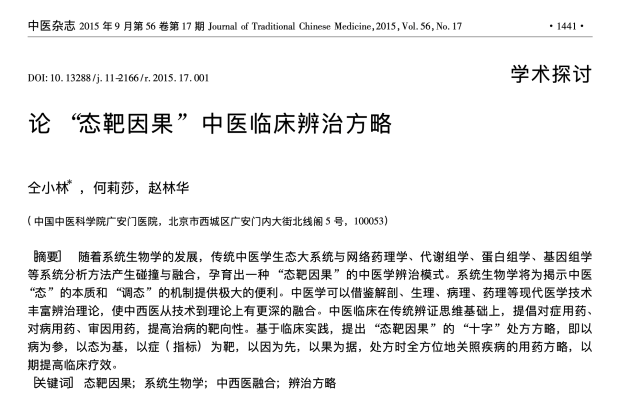 中医杂志 2015 年 9 月第 56 卷第 17 期 Journal of Traditional Chinese Medicine,2015,Vol.56,No.17 ·1441·
DOI:10.13288/j.11-2166/r.2015.17.001
学术探讨
论 “态靶因果”中医临床辨治方略
仝小林*，何莉莎，赵林华
(中国中医科学院广安门医院，北京市西城区广安门内大街北线阁 5 号，100053)
[摘要] 随着系统生物学的发展，传统中医学生态大系统与网络药理学、代谢组学、蛋白组学、基因组学
等系统分析方法产生碰撞与融合，孕育出一种 “态靶因果”的中医学辨治模式。系统生物学将为揭示中医
“态”的本质和 “调态”的机制提供极大的便利。中医学可以借鉴解剖、生理、病理、药理等现代医学技术
丰富辨治理论，使中西医从技术到理论上有更深的融合。中医临床在传统辨证思维基础上，提倡对症用药、
对病用药、审因用药，提高治病的靶向性。基于临床实践，提出 “态靶因果”的 “十字”处方方略，即以
病为参，以态为基，以症 (指标) 为靶，以因为先，以果为据，处方时全方位地关照疾病的用药方略，以
期提高临床疗效。
[关键词] 态靶因果；系统生物学；中西医融合；辨治方略